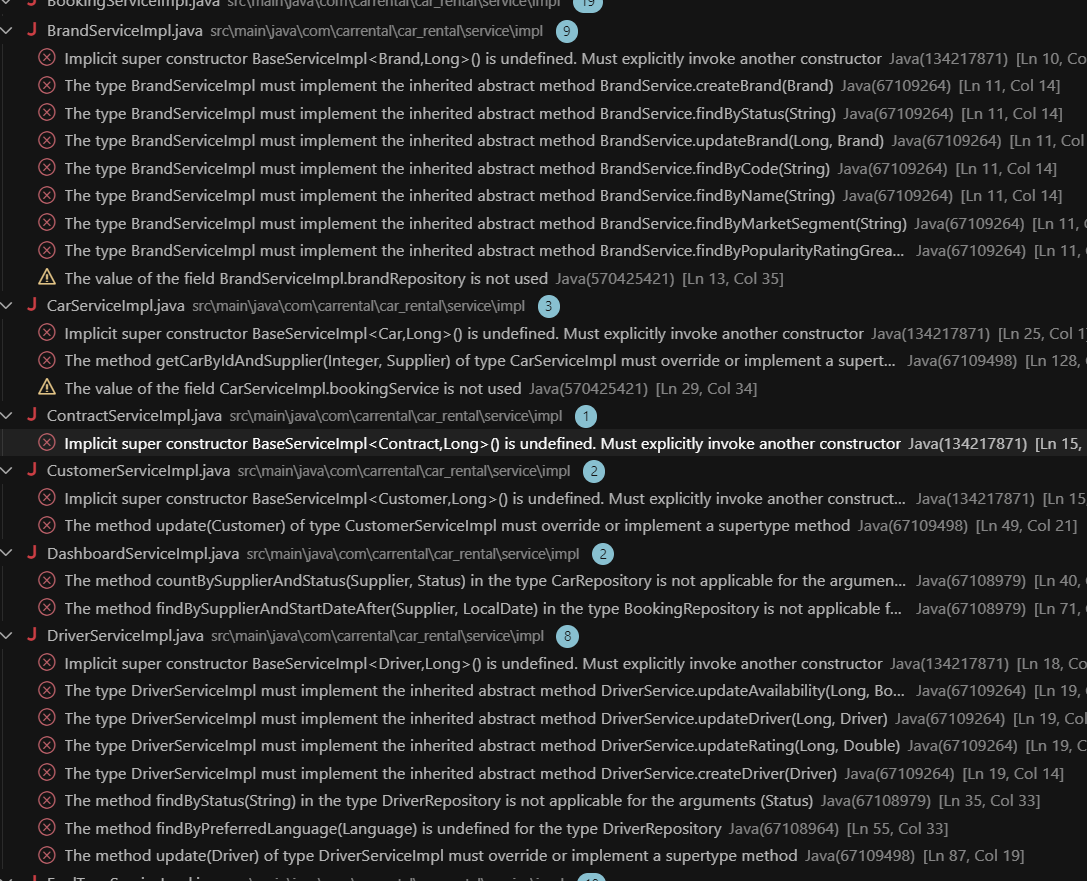 BookingServiceImpl.java src\main\java\com\carrental\car_rental\service\impl 19
BrandServiceImpl.java src\main\java\com\carrental\car_rental\service\impl 9
Implicit super constructor BaseServiceImpl<Brand,Long>() is undefined. Must explicitly invoke another constructor Java(134217871) [Ln 10, Co
The type BrandServiceImpl must implement the inherited abstract method BrandService.createBrand(Brand) Java(67109264) [Ln 11, Col 14]
The type BrandServiceImpl must implement the inherited abstract method BrandService.findByStatus(String) Java(67109264) [Ln 11, Col 14]
The type BrandServiceImpl must implement the inherited abstract method BrandService.updateBrand(Long, Brand) Java(67109264) [Ln 11, Col
The type BrandServiceImpl must implement the inherited abstract method BrandService.findByCode(String) Java(67109264) [Ln 11, Col 14]
The type BrandServiceImpl must implement the inherited abstract method BrandService.findByName(String) Java(67109264) [Ln 11, Col 14]
The type BrandServiceImpl must implement the inherited abstract method BrandService.findByMarketSegment(String) Java(67109264) [Ln 11,
The type BrandServiceImpl must implement the inherited abstract method BrandService.findByPopularityRatingGrea... Java(67109264) [Ln 11,
The value of the field BrandServiceImpl.brandRepository is not used Java(570425421) [Ln 13, Col 35]
CarServiceImpl.java src\main\java\com\carrental\car_rental\service\impl 3
Implicit super constructor BaseServiceImpl<Car,Long>() is undefined. Must explicitly invoke another constructor Java(134217871) [Ln 25, Col
The method getCarByIdAndSupplier(Integer, Supplier) of type CarServiceImpl must override or implement a supert... Java(67109498) [Ln 128,
The value of the field CarServiceImpl.bookingService is not used Java(570425421) [Ln 29, Col 34]
ContractServiceImpl.java src\main\java\com\carrental\car_rental\service\impl 1
Implicit super constructor BaseServiceImpl<Contract,Long>() is undefined. Must explicitly invoke another constructor Java(134217871) [Ln 15,
CustomerServiceImpl.java src\main\java\com\carrental\car_rental\service\impl 2
Implicit super constructor BaseServiceImpl<Customer,Long>() is undefined. Must explicitly invoke another construct... Java(134217871) [Ln 15,
The method update(Customer) of type CustomerServiceImpl must override or implement a supertype method Java(67109498) [Ln 49, Col 21]
DashboardServiceImpl.java src\main\java\com\carrental\car_rental\service\impl 2
The method countBySupplierAndStatus(Supplier, Status) in the type CarRepository is not applicable for the argumen... Java(67108979) [Ln 40,
The method findBySupplierAndStartDateAfter(Supplier, LocalDate) in the type BookingRepository is not applicable f... Java(67108979) [Ln 71,
DriverServiceImpl.java src\main\java\com\carrental\car_rental\service\impl 8
Implicit super constructor BaseServiceImpl<Driver,Long>() is undefined. Must explicitly invoke another constructor Java(134217871) [Ln 18, Co
The type DriverServiceImpl must implement the inherited abstract method DriverService.updateAvailability(Long, Bo... Java(67109264) [Ln 19,
The type DriverServiceImpl must implement the inherited abstract method DriverService.updateDriver(Long, Driver) Java(67109264) [Ln 19, Col
The type DriverServiceImpl must implement the inherited abstract method DriverService.updateRating(Long, Double) Java(67109264) [Ln 19, C
The type DriverServiceImpl must implement the inherited abstract method DriverService.createDriver(Driver) Java(67109264) [Ln 19, Col 14]
The method findByStatus(String) in the type DriverRepository is not applicable for the arguments (Status) Java(67108979) [Ln 35, Col 33]
The method findByPreferredLanguage(Language) is undefined for the type DriverRepository Java(67108964) [Ln 55, Col 33]
The method update(Driver) of type DriverServiceImpl must override or implement a supertype method Java(67109498) [Ln 87, Col 19]